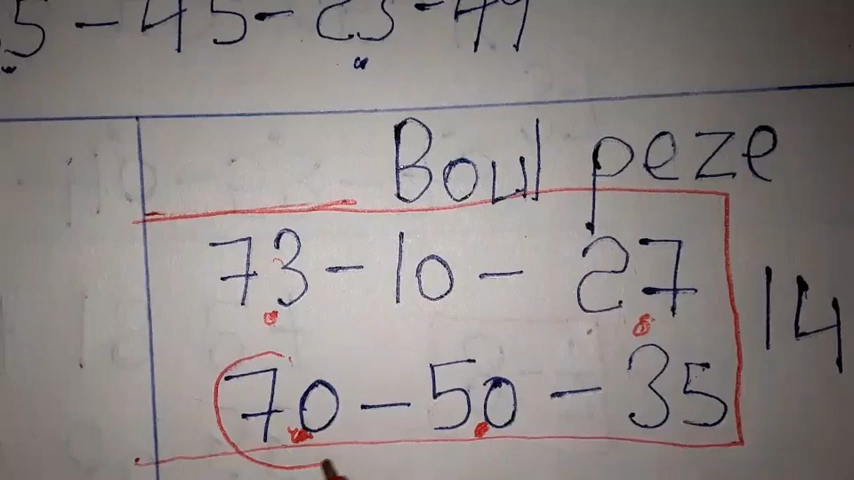 5 - 45 - 23 - 49
Boul peze
73 - 10 - 27
14
70 - 50 - 35